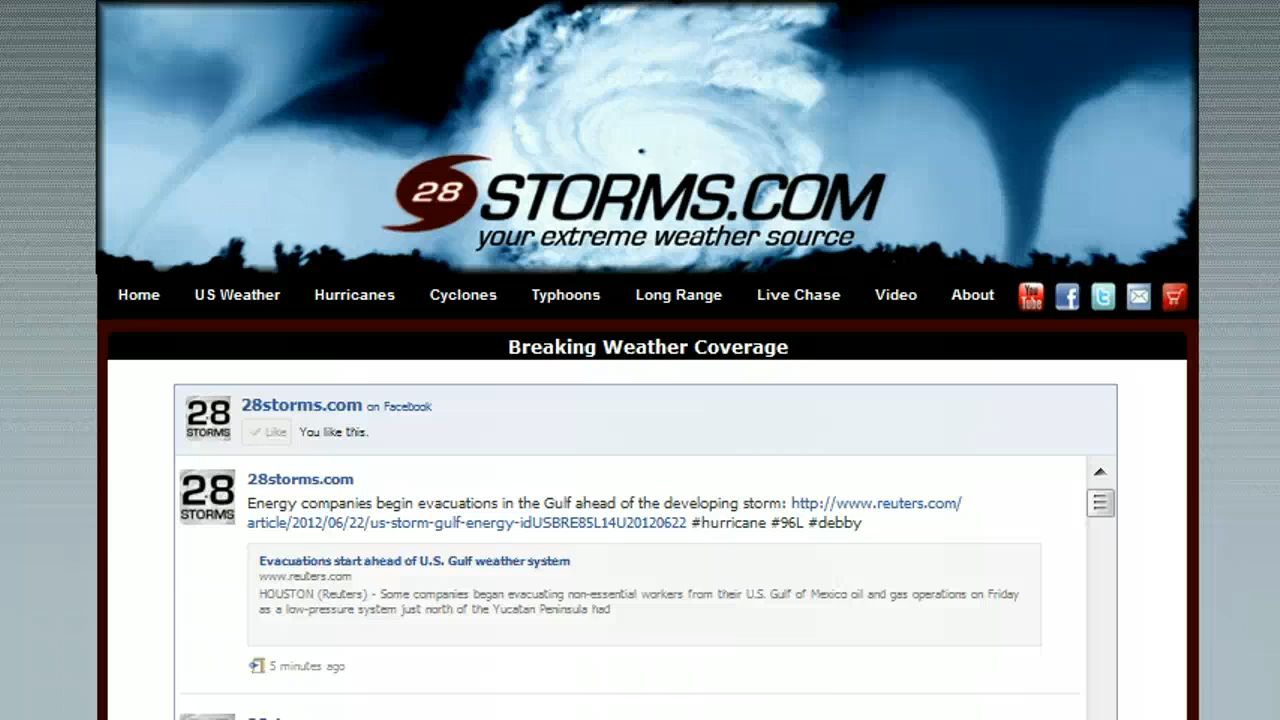 28 STORMS.COM
your extreme weather source
Home US Weather Hurricanes Cyclones Typhoons Long Range Live Chase Video About You Tube
Breaking Weather Coverage
28 STORMS 28storms.com on Facebook
Like You like this.
28 STORMS 28storms.com
Energy companies begin evacuations in the Gulf ahead of the developing storm: http://www.reuters.com/
article/2012/06/22/us-storm-gulf-energy-idUSBRE85L14U20120622 #hurricane #96L #debby
Evacuations start ahead of U.S. Gulf weather system
www.reuters.com
HOUSTON (Reuters) - Some companies began evacuating non-essential workers from their U.S. Gulf of Mexico oil and gas operations on Friday
as a low-pressure system just north of the Yucatan Peninsula had
5 minutes ago